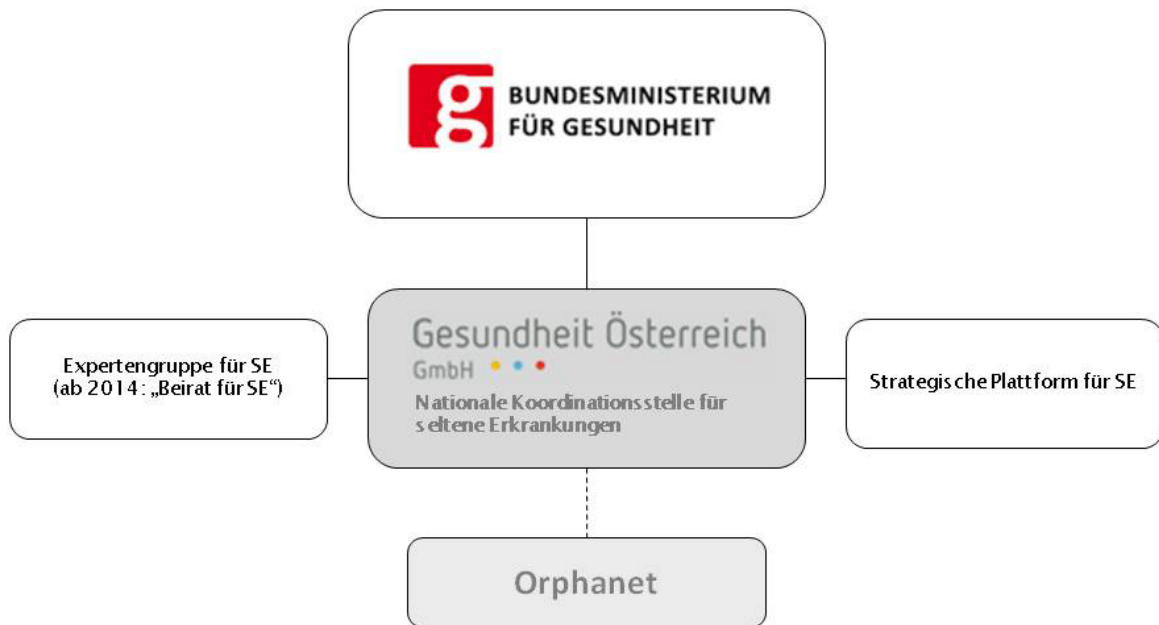 g BUNDESMINISTERIUM
FÜR GESUNDHEIT
Gesundheit Österreich
GmbH
Nationale Koordinationsstelle für
seltene Erkrankungen
Expertengruppe für SE
(ab 2014: „Beirat für SE“)
Strategische Plattform für SE
Orphanet